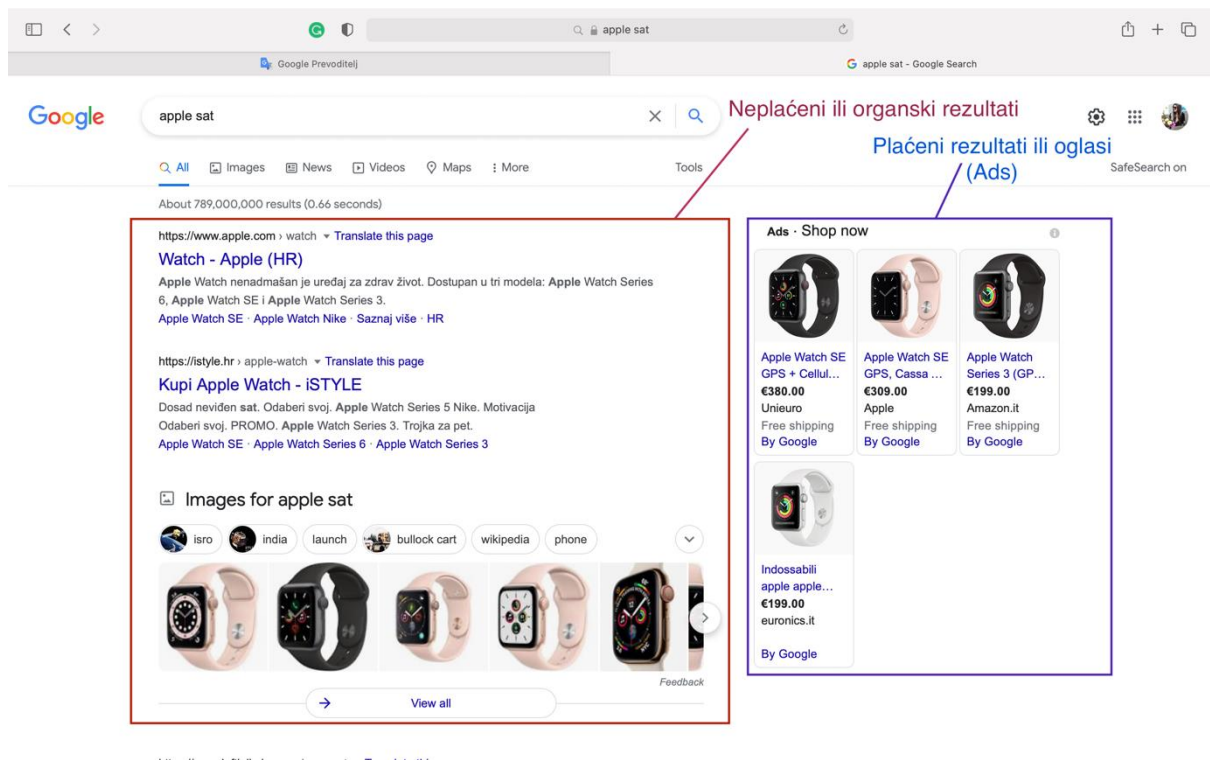 apple sat
Google Prevoditelj
apple sat - Google Search
Google
apple sat
Neplaćeni ili organski rezultati
Plaćeni rezultati ili oglasi
(Ads)
All Images News Videos Maps More Tools
SafeSearch on
About 789,000,000 results (0.66 seconds)
https://www.apple.com › watch Translate this page
Watch - Apple (HR)
Apple Watch nenadmašan je uređaj za zdrav život. Dostupan u tri modela: Apple Watch Series
6, Apple Watch SE i Apple Watch Series 3.
Apple Watch SE · Apple Watch Nike · Saznaj više · HR
https://istyle.hr › apple-watch Translate this page
Kupi Apple Watch - iSTYLE
Dosad neviđen sat. Odaberi svoj. Apple Watch Series 5 Nike. Motivacija
Odaberi svoj. PROMO. Apple Watch Series 3. Trojka za pet.
Apple Watch SE · Apple Watch Series 6 · Apple Watch Series 3
Images for apple sat
isro india launch bullock cart wikipedia phone
Feedback
View all
Ads · Shop now
Apple Watch SE
GPS + Cellul...
€380.00
Unieuro
Free shipping
By Google
Apple Watch SE
GPS, Cassa ...
€309.00
Apple
Free shipping
By Google
Apple Watch
Series 3 (GP...
€199.00
Amazon.it
Free shipping
By Google
Indossabili
apple apple...
€199.00
euronics.it
By Google